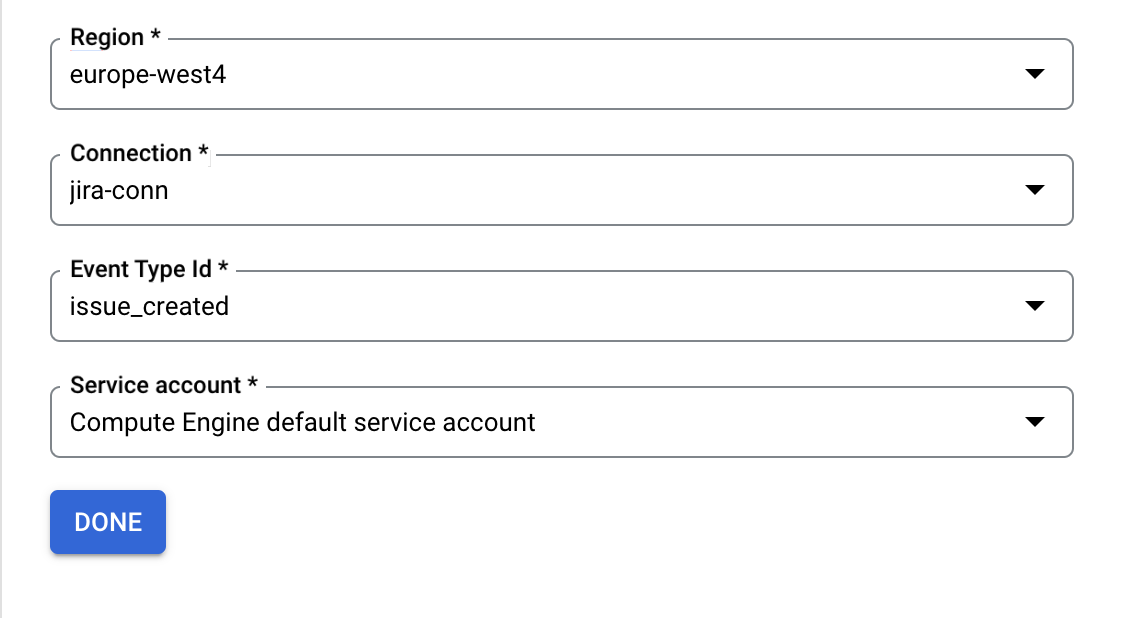 Region *
europe-west4
Connection *
jira-conn
Event Type Id *
issue_created
Service account *
Compute Engine default service account
DONE